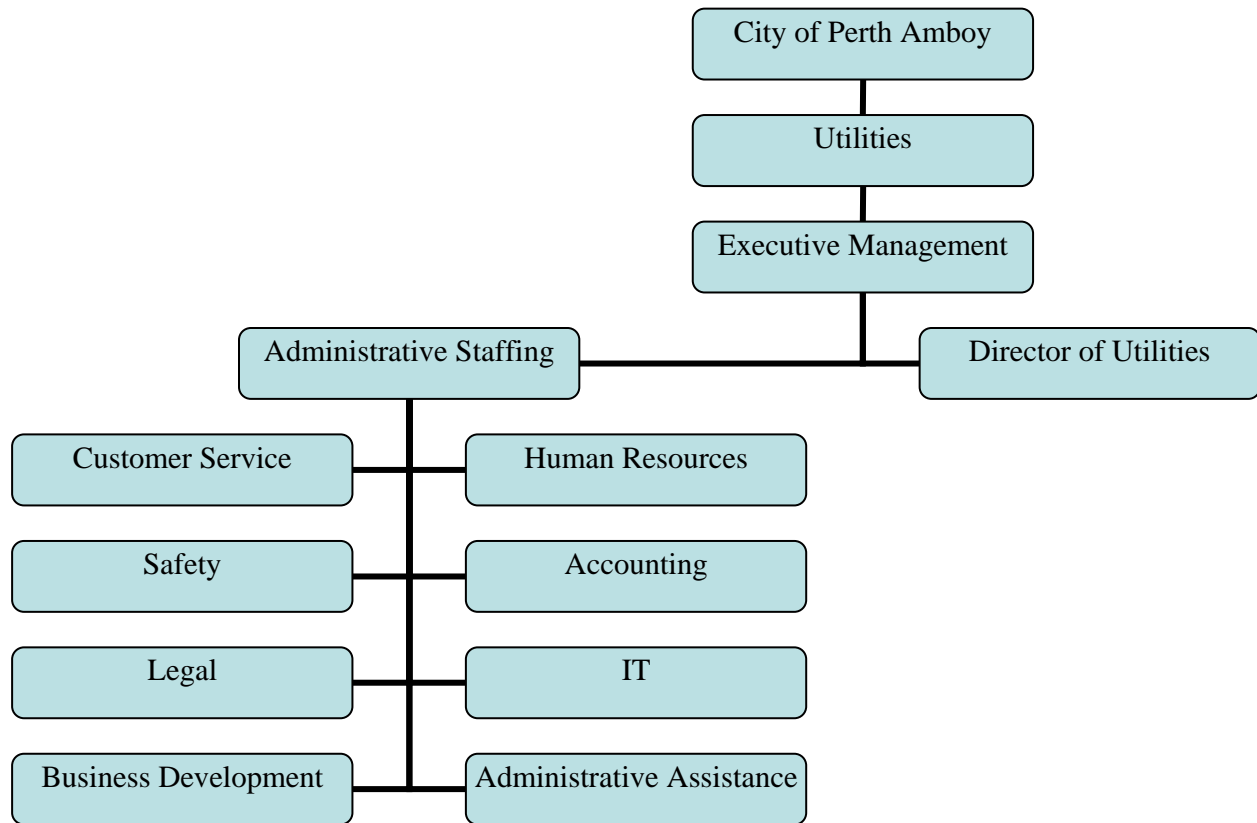 City of Perth Amboy
Utilities
Executive Management
Administrative Staffing
Director of Utilities
Customer Service
Human Resources
Safety
Accounting
Legal
IT
Business Development
Administrative Assistance